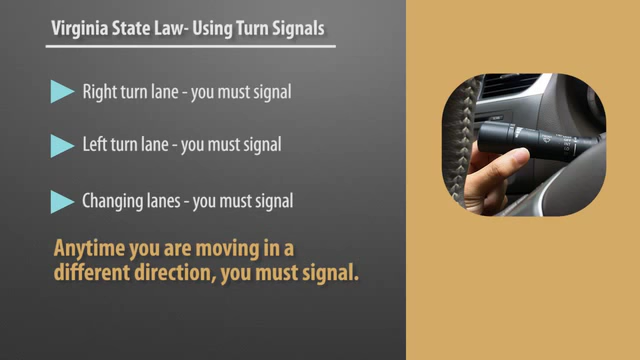 Virginia State Law- Using Turn Signals
Right turn lane - you must signal
Left turn lane - you must signal
Changing lanes - you must signal
Anytime you are moving in a
different direction, you must signal.